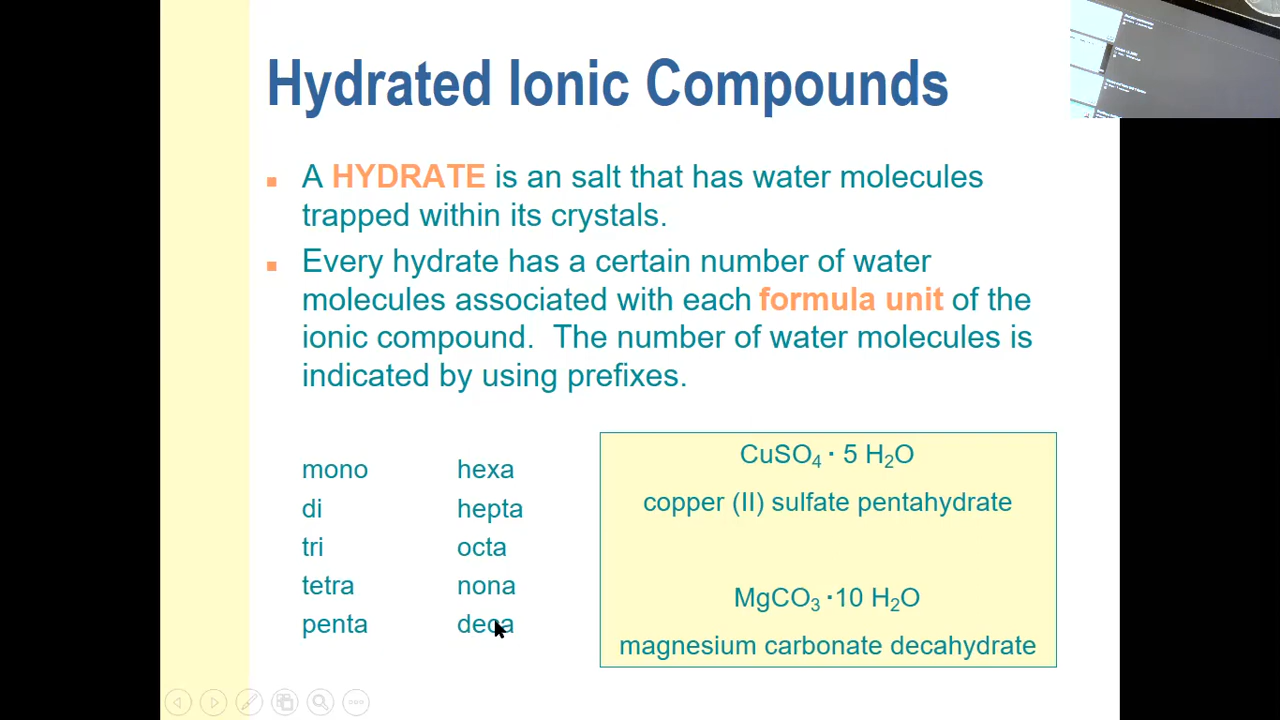 Hydrated Ionic Compounds
A HYDRATE is an salt that has water molecules
trapped within its crystals.
Every hydrate has a certain number of water
molecules associated with each formula unit of the
ionic compound. The number of water molecules is
indicated by using prefixes.
mono
di
tri
tetra
penta
hexa
hepta
octa
nona
deca
CuSO₄ · 5 H₂O
copper (II) sulfate pentahydrate
MgCO₃ ·10 H₂O
magnesium carbonate decahydrate